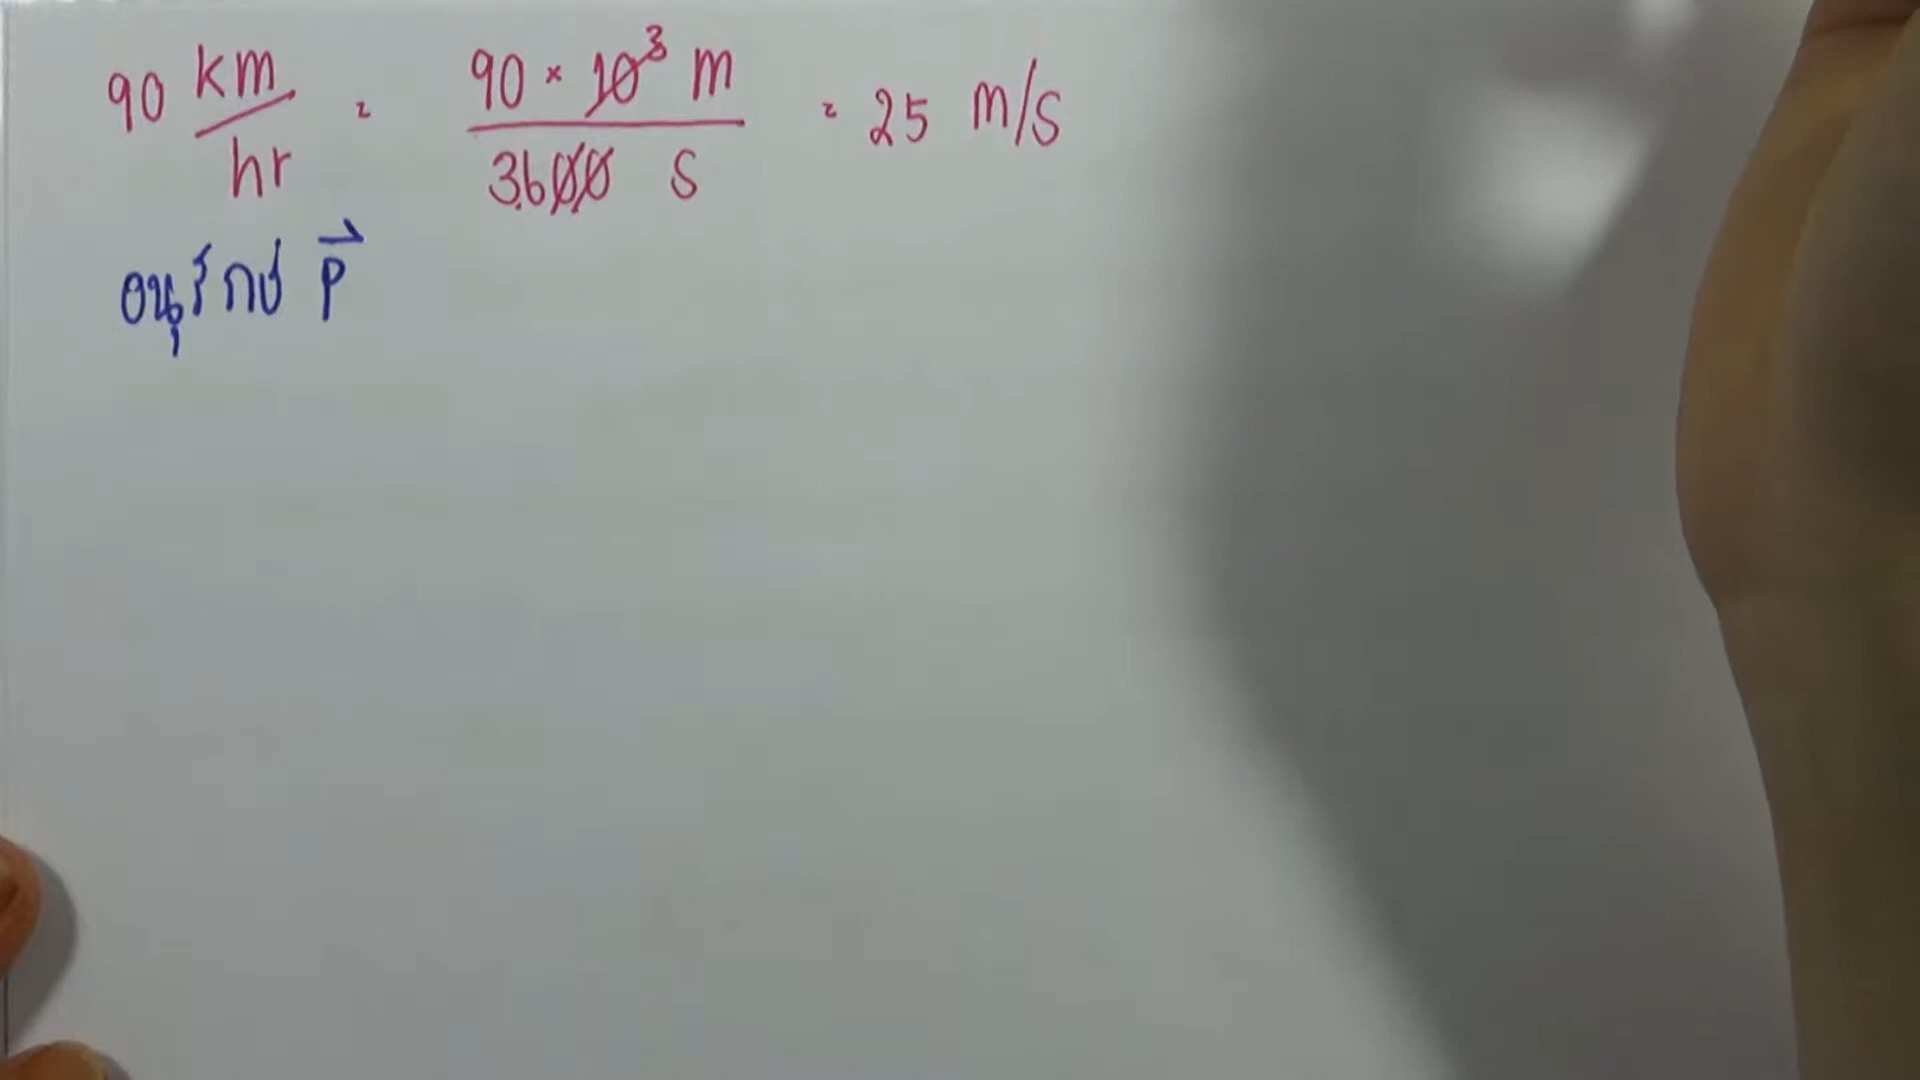 90 km/hr = 90 × 10³ m / 3600 s = 25 m/s
อนุรักษ์ p⃗